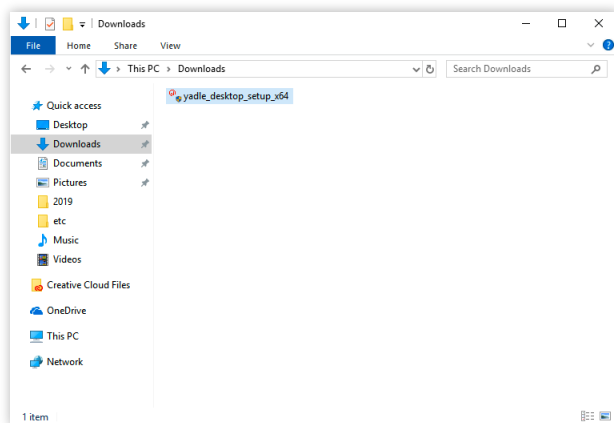 Downloads
File Home Share View
This PC > Downloads
Search Downloads
yadle_desktop_setup_x64
Quick access
Desktop
Downloads
Documents
Pictures
2019
etc
Music
Videos
Creative Cloud Files
OneDrive
This PC
Network
1 item